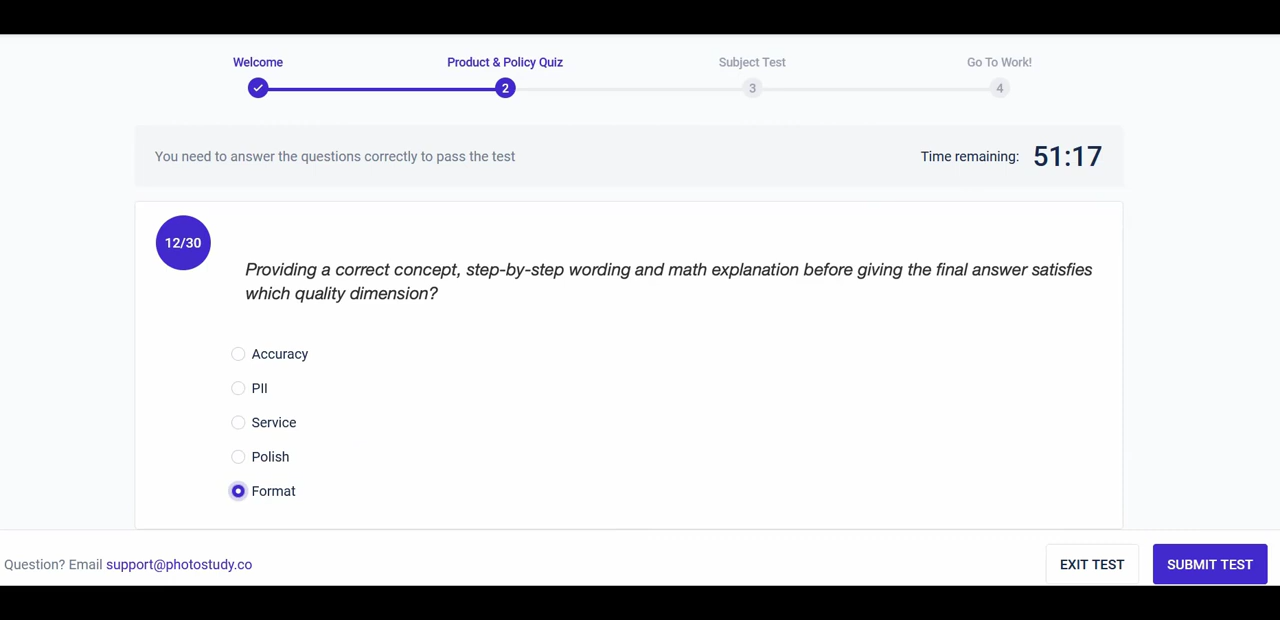 Welcome
Product & Policy Quiz
Subject Test
Go To Work!
2
3
4
You need to answer the questions correctly to pass the test
Time remaining: 51:17
12/30
Providing a correct concept, step-by-step wording and math explanation before giving the final answer satisfies
which quality dimension?
Accuracy
PII
Service
Polish
Format
Question? Email support@photostudy.co
EXIT TEST
SUBMIT TEST